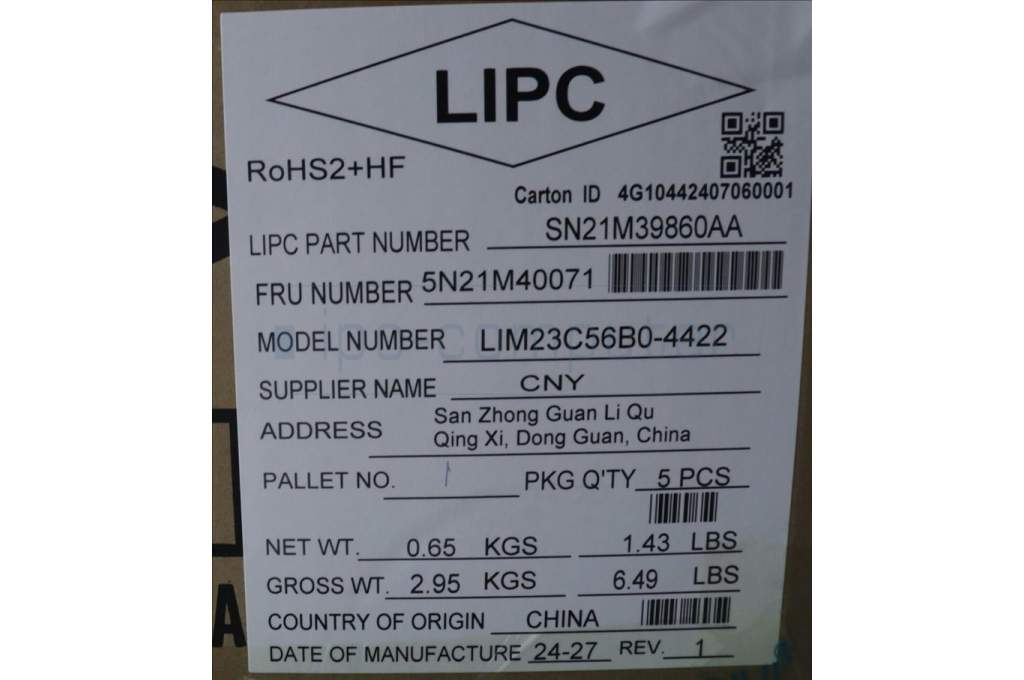 LIPC
RoHS2+HF
Carton ID 4G10442407060001
LIPC PART NUMBER SN21M39860AA
FRU NUMBER 5N21M40071
MODEL NUMBER LIM23C56B0-4422
ipc computer
SUPPLIER NAME CNY
ADDRESS San Zhong Guan Li Qu
Qing Xi, Dong Guan, China
PALLET NO. 1 PKG Q'TY 5 PCS
NET WT. 0.65 KGS 1.43 LBS
GROSS WT. 2.95 KGS 6.49 LBS
COUNTRY OF ORIGIN CHINA
DATE OF MANUFACTURE 24-27 REV. 1
A